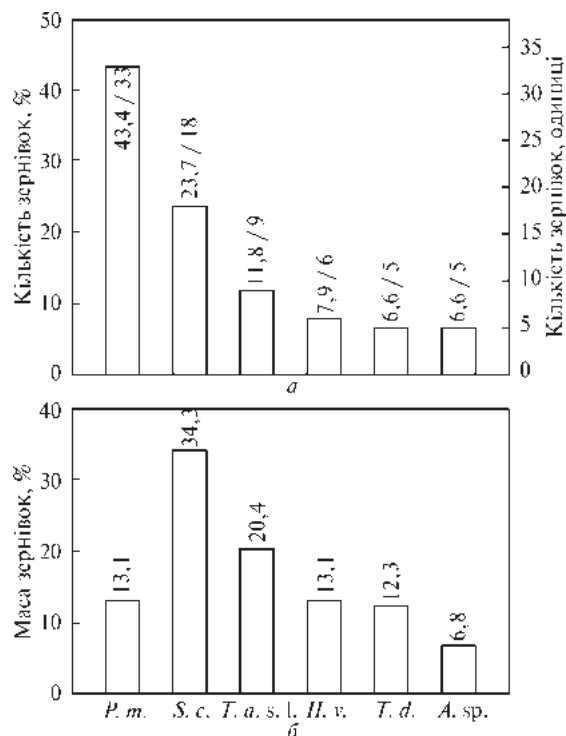 Кількість зернівок, %
50
40
30
20
10
0
43,4 / 33
23,7 / 18
11,8 / 9
7,9 / 6
6,6 / 5
6,6 / 5
35
30
25
20
15
10
5
0
Кількість зернівок, одиниці
а
Маса зернівок, %
40
30
20
10
0
13,1
34,3
20,4
13,1
12,3
6,8
P. m. S. c. T. a. s. l. H. v. T. d. A. sp.
б